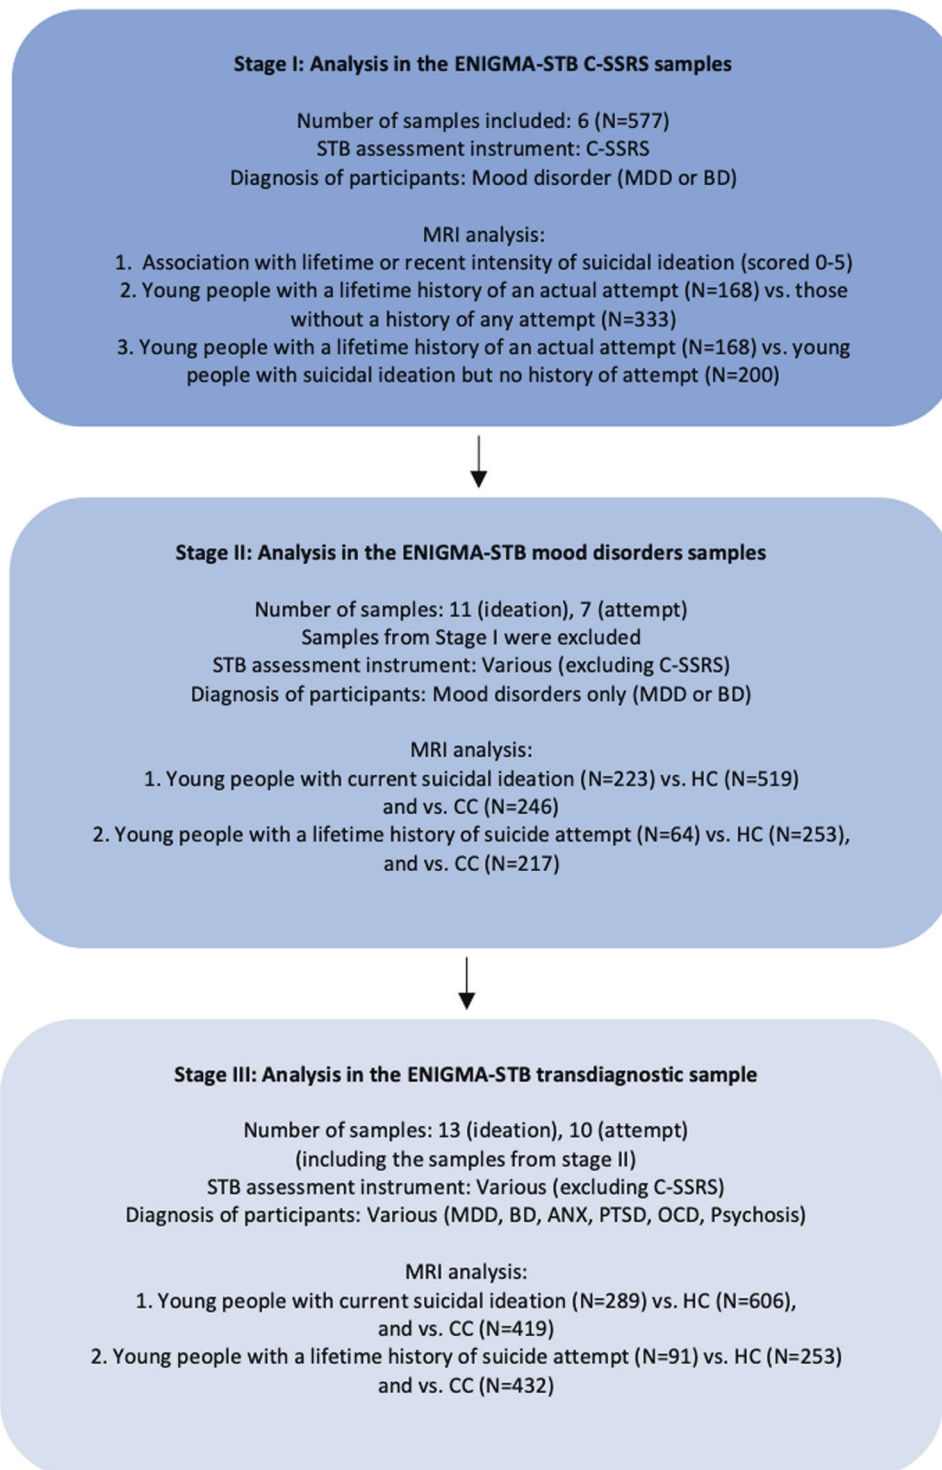 Stage I: Analysis in the ENIGMA-STB C-SSRS samples
Number of samples included: 6 (N=577)
STB assessment instrument: C-SSRS
Diagnosis of participants: Mood disorder (MDD or BD)
MRI analysis:
1. Association with lifetime or recent intensity of suicidal ideation (scored 0-5)
2. Young people with a lifetime history of an actual attempt (N=168) vs. those
without a history of any attempt (N=333)
3. Young people with a lifetime history of an actual attempt (N=168) vs. young
people with suicidal ideation but no history of attempt (N=200)
Stage II: Analysis in the ENIGMA-STB mood disorders samples
Number of samples: 11 (ideation), 7 (attempt)
Samples from Stage I were excluded
STB assessment instrument: Various (excluding C-SSRS)
Diagnosis of participants: Mood disorders only (MDD or BD)
MRI analysis:
1. Young people with current suicidal ideation (N=223) vs. HC (N=519)
and vs. CC (N=246)
2. Young people with a lifetime history of suicide attempt (N=64) vs. HC (N=253),
and vs. CC (N=217)
Stage III: Analysis in the ENIGMA-STB transdiagnostic sample
Number of samples: 13 (ideation), 10 (attempt)
(including the samples from stage II)
STB assessment instrument: Various (excluding C-SSRS)
Diagnosis of participants: Various (MDD, BD, ANX, PTSD, OCD, Psychosis)
MRI analysis:
1. Young people with current suicidal ideation (N=289) vs. HC (N=606),
and vs. CC (N=419)
2. Young people with a lifetime history of suicide attempt (N=91) vs. HC (N=253)
and vs. CC (N=432)